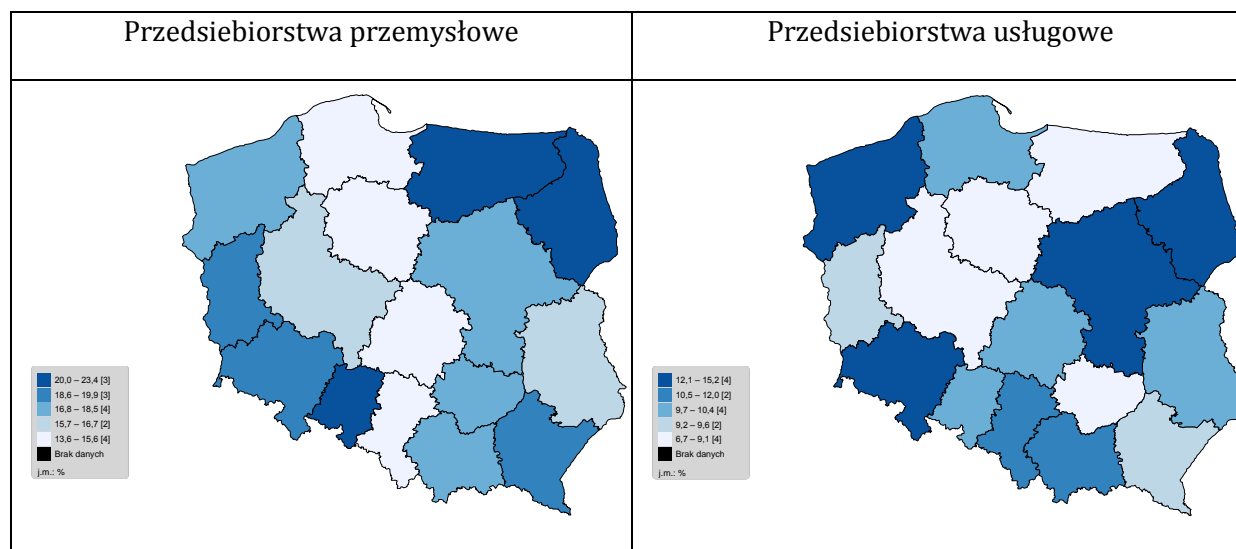 Przedsiebiorstwa przemysłowe
Przedsiebiorstwa usługowe
20,0 – 23,4 [3]
18,6 – 19,9 [3]
16,8 – 18,5 [4]
15,7 – 16,7 [2]
13,6 – 15,6 [4]
Brak danych
j.m.: %
12,1 – 15,2 [4]
10,5 – 12,0 [2]
9,7 – 10,4 [4]
9,2 – 9,6 [2]
6,7 – 9,1 [4]
Brak danych
j.m.: %